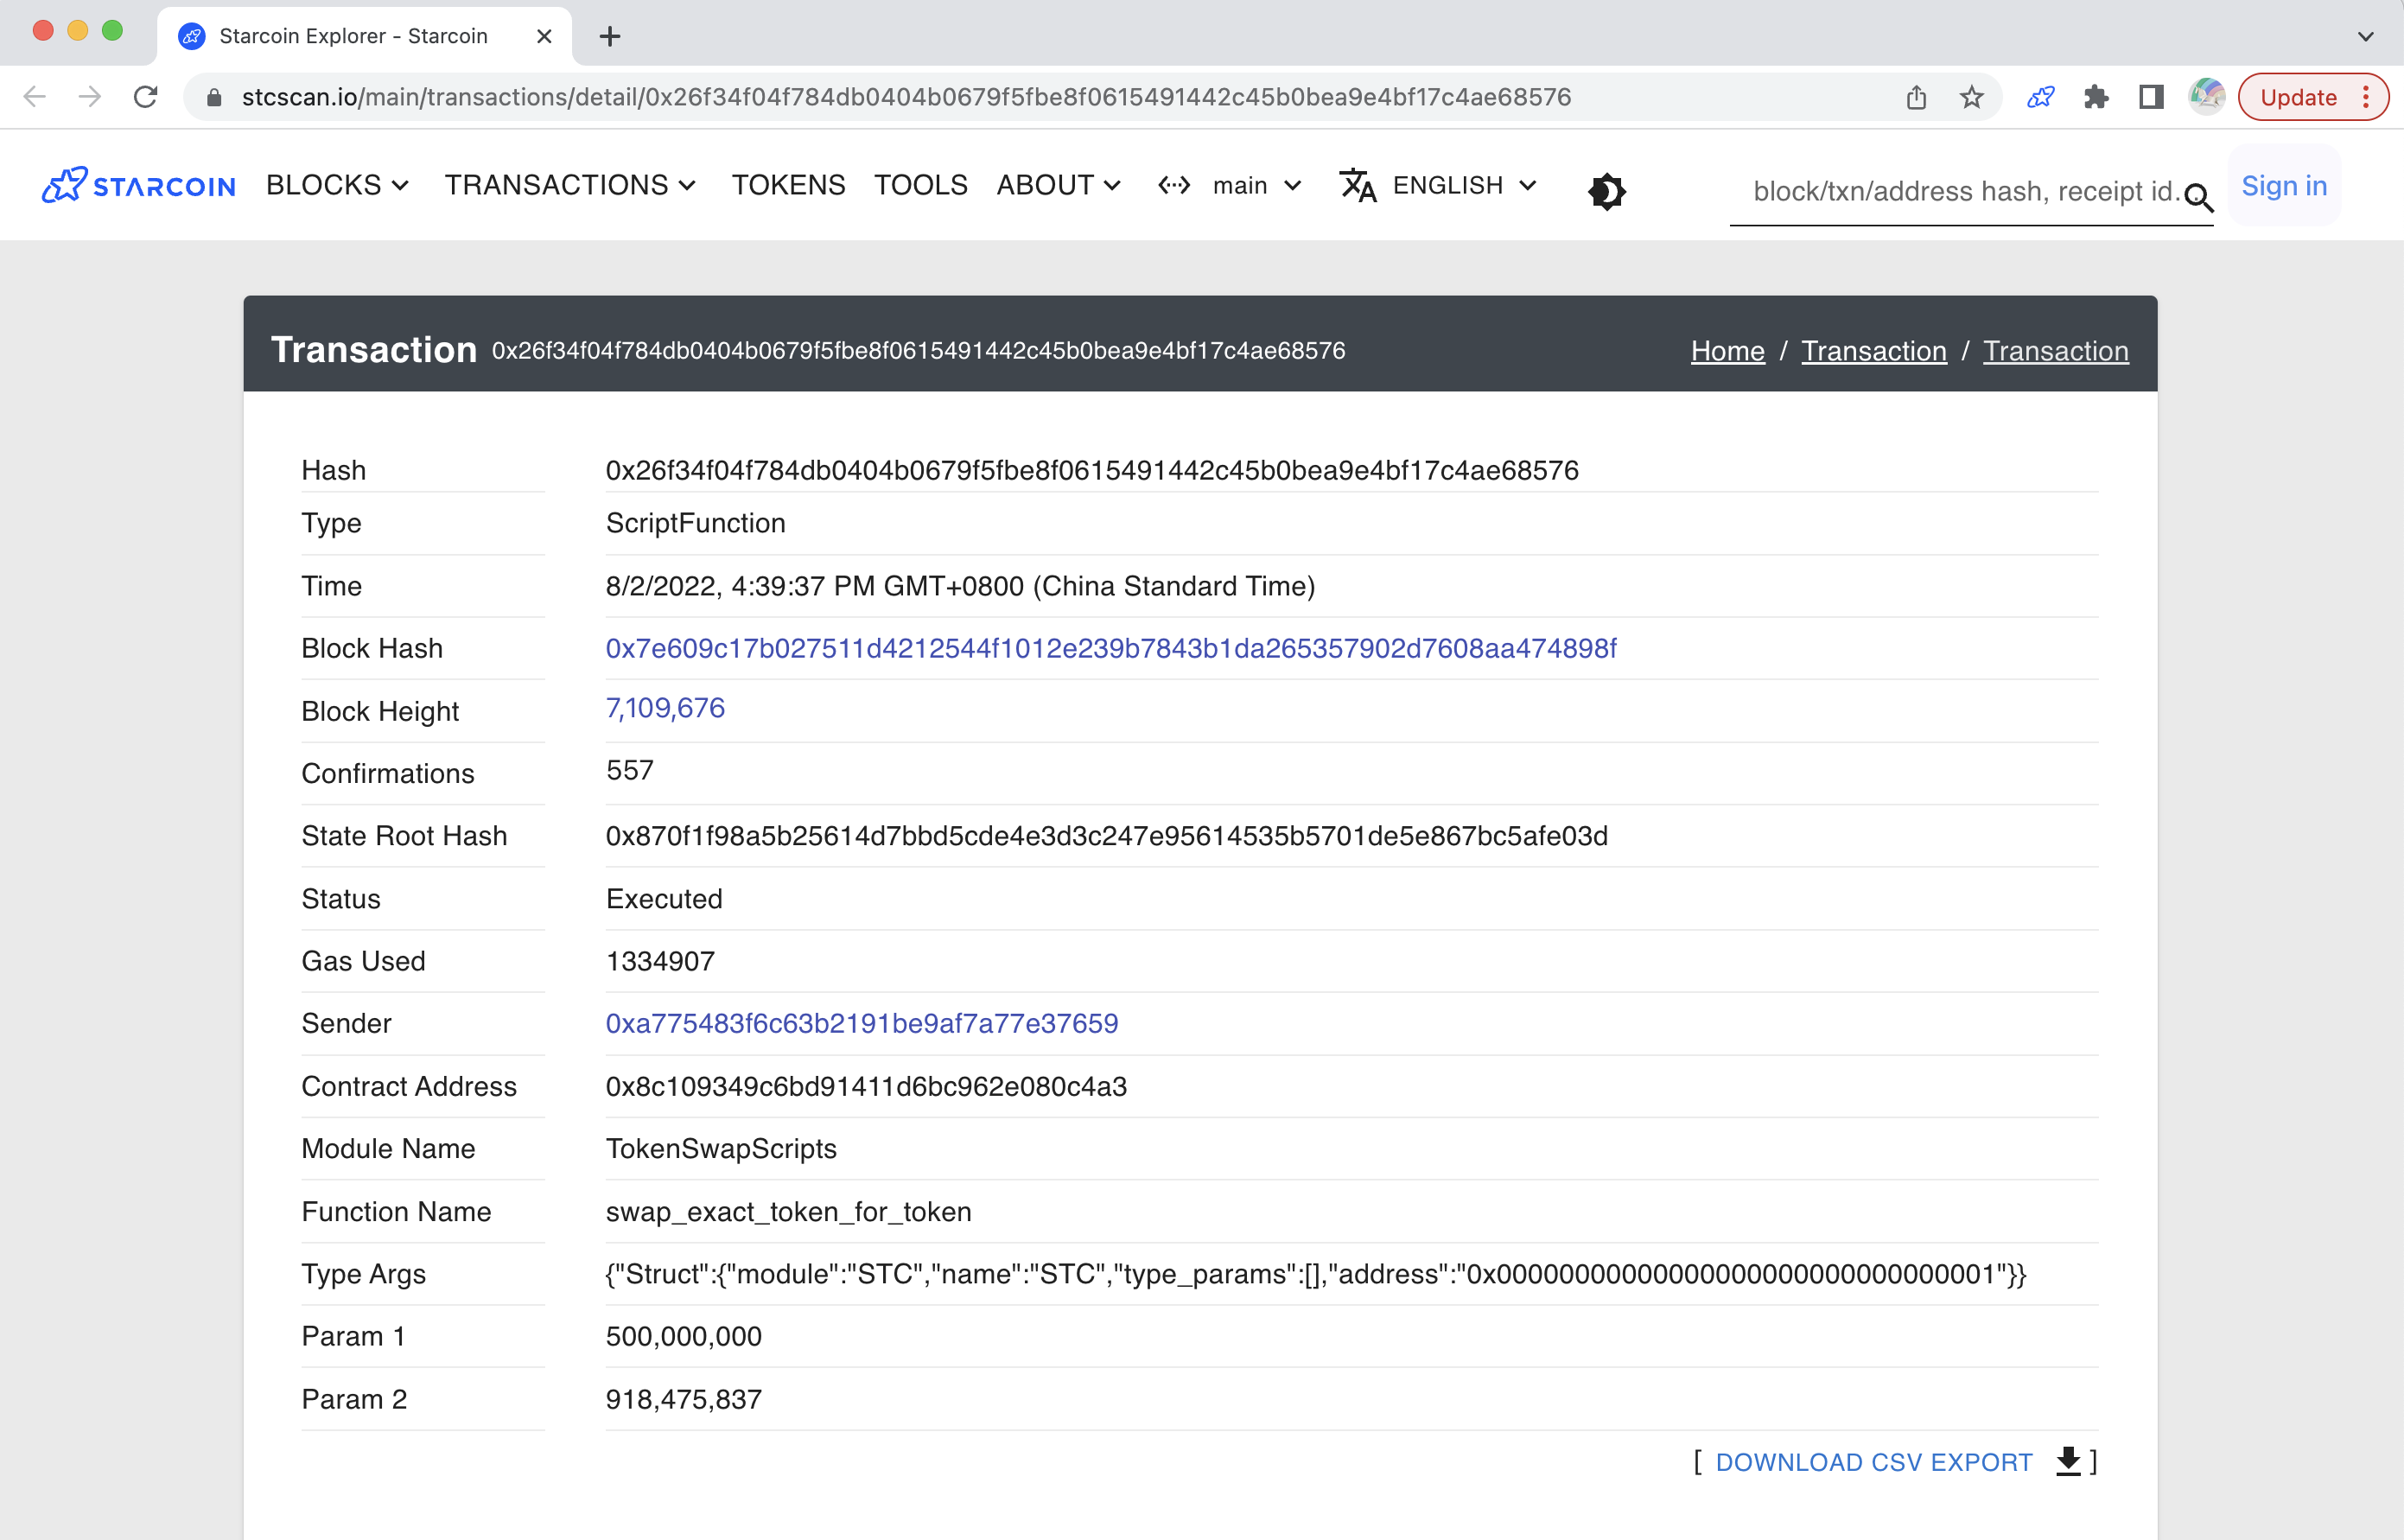 Starcoin Explorer - Starcoin
stcscan.io/main/transactions/detail/0x26f34f04f784db0404b0679f5fbe8f0615491442c45b0bea9e4bf17c4ae68576
Update
STARCOIN BLOCKS TRANSACTIONS TOKENS TOOLS ABOUT main ENGLISH block/txn/address hash, receipt id... Sign in
Transaction 0x26f34f04f784db0404b0679f5fbe8f0615491442c45b0bea9e4bf17c4ae68576 Home / Transaction / Transaction
Hash 0x26f34f04f784db0404b0679f5fbe8f0615491442c45b0bea9e4bf17c4ae68576
Type ScriptFunction
Time 8/2/2022, 4:39:37 PM GMT+0800 (China Standard Time)
Block Hash 0x7e609c17b027511d4212544f1012e239b7843b1da265357902d7608aa474898f
Block Height 7,109,676
Confirmations 557
State Root Hash 0x870f1f98a5b25614d7bbd5cde4e3d3c247e95614535b5701de5e867bc5afe03d
Status Executed
Gas Used 1334907
Sender 0xa775483f6c63b2191be9af7a77e37659
Contract Address 0x8c109349c6bd91411d6bc962e080c4a3
Module Name TokenSwapScripts
Function Name swap_exact_token_for_token
Type Args {"Struct":{"module":"STC","name":"STC","type_params":[],"address":"0x00000000000000000000000000000001"}}
Param 1 500,000,000
Param 2 918,475,837
[ DOWNLOAD CSV EXPORT ]